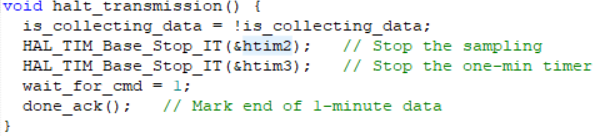 void halt_transmission() {
  is_collecting_data = !is_collecting_data;
  HAL_TIM_Base_Stop_IT(&htim2);   // Stop the sampling
  HAL_TIM_Base_Stop_IT(&htim3);   // Stop the one-min timer
  wait_for_cmd = 1;
  done_ack();   // Mark end of 1-minute data
}